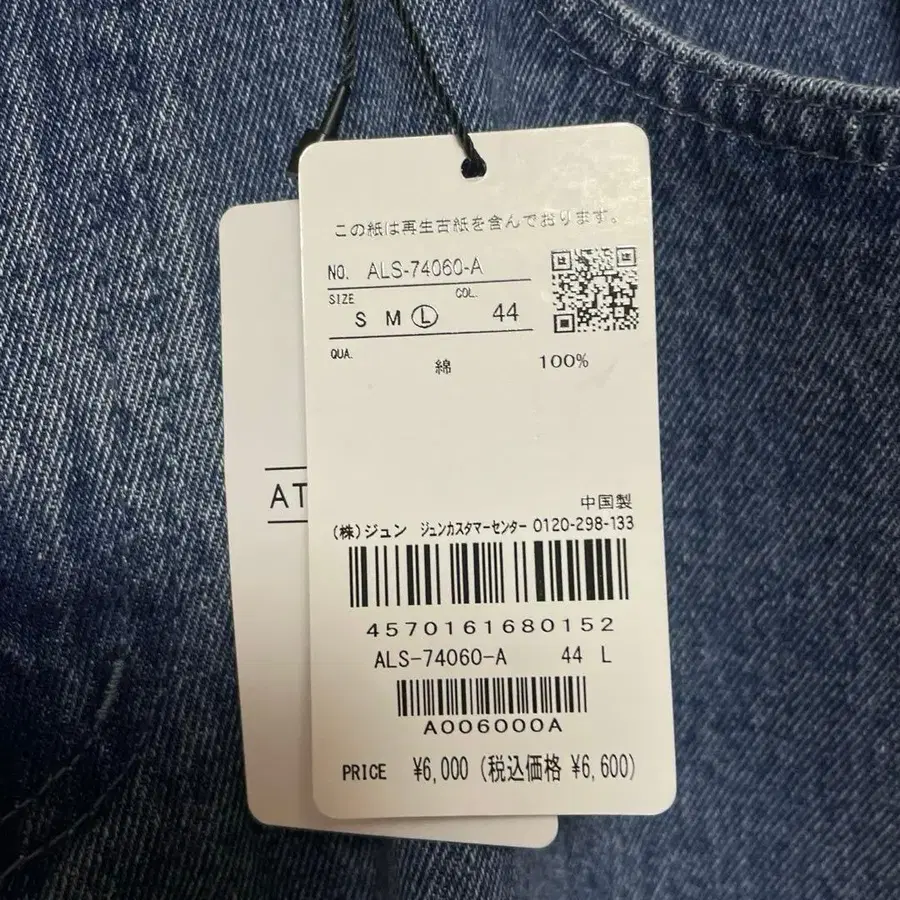 この紙は再生古紙を含んでおります。
NO. ALS-74060-A
SIZE COL.
S M Ⓛ 44
QUA.
綿 100%
中国製
(株)ジュン ジュンカスタマーセンター 0120-298-133
4570161680152
ALS-74060-A 44 L
A006000A
PRICE ¥6,000 (税込価格 ¥6,600)
AT